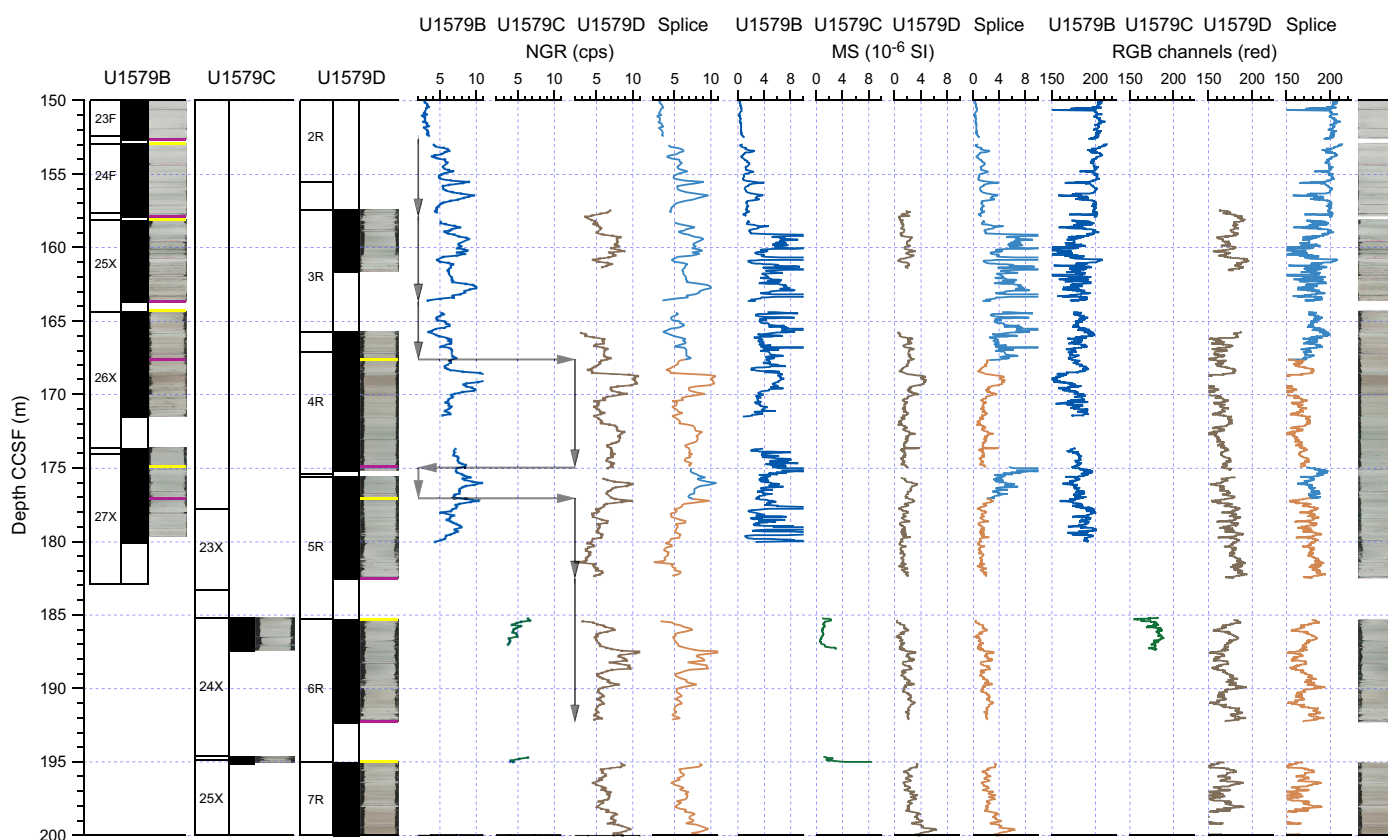 U1579B U1579C U1579D Splice U1579B U1579C U1579D Splice U1579B U1579C U1579D Splice
NGR (cps) MS (10-6 SI) RGB channels (red)
U1579B U1579C U1579D
5 10 5 10 5 10 5 10 0 4 8 0 4 8 0 4 8 0 4 8 150 200 150 200 150 200 150 200
150
23F
2R
155
24F
160
25X
3R
165
26X
170
4R
175
27X
180
23X
5R
185
24X
6R
190
195
25X
7R
200
Depth CCSF (m)